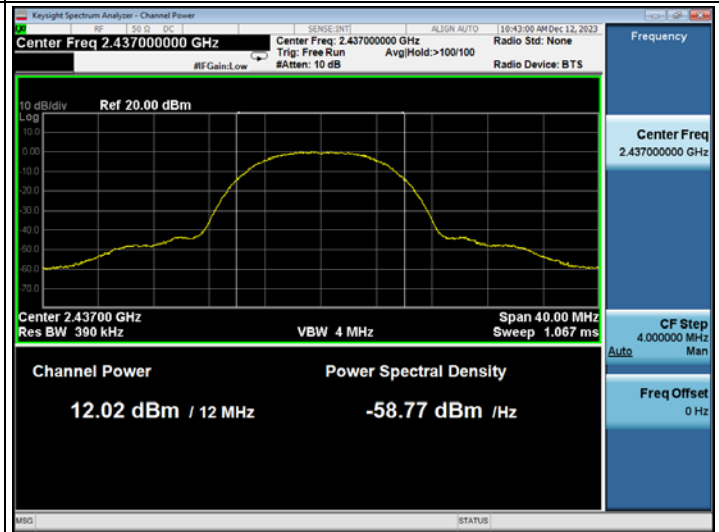 Keysight Spectrum Analyzer - Channel Power
RF 50 Ω DC SENSE:INT ALIGN AUTO 10:43:00 AM Dec 12, 2023
Center Freq 2.437000000 GHz
Center Freq: 2.437000000 GHz Radio Std: None
Trig: Free Run Avg|Hold:>100/100
#IFGain:Low #Atten: 10 dB Radio Device: BTS
Frequency
10 dB/div Ref 20.00 dBm
Log
10.0
0.00
-10.0
-20.0
-30.0
-40.0
-50.0
-60.0
-70.0
Center 2.43700 GHz Span 40.00 MHz
Res BW 390 kHz VBW 4 MHz Sweep 1.067 ms
Channel Power Power Spectral Density
12.02 dBm / 12 MHz -58.77 dBm /Hz
Center Freq
2.437000000 GHz
CF Step
4.000000 MHz
Auto Man
Freq Offset
0 Hz
MSG STATUS